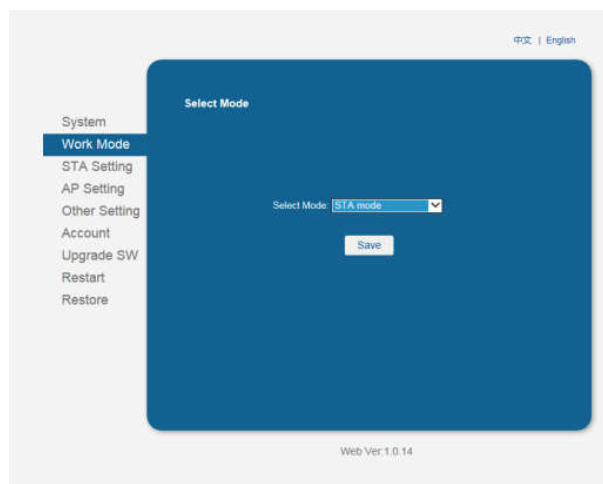 中文 | English
Select Mode
System
Work Mode
STA Setting
AP Setting
Other Setting
Account
Upgrade SW
Restart
Restore
Select Mode: STA mode
Save
Web Ver:1.0.14